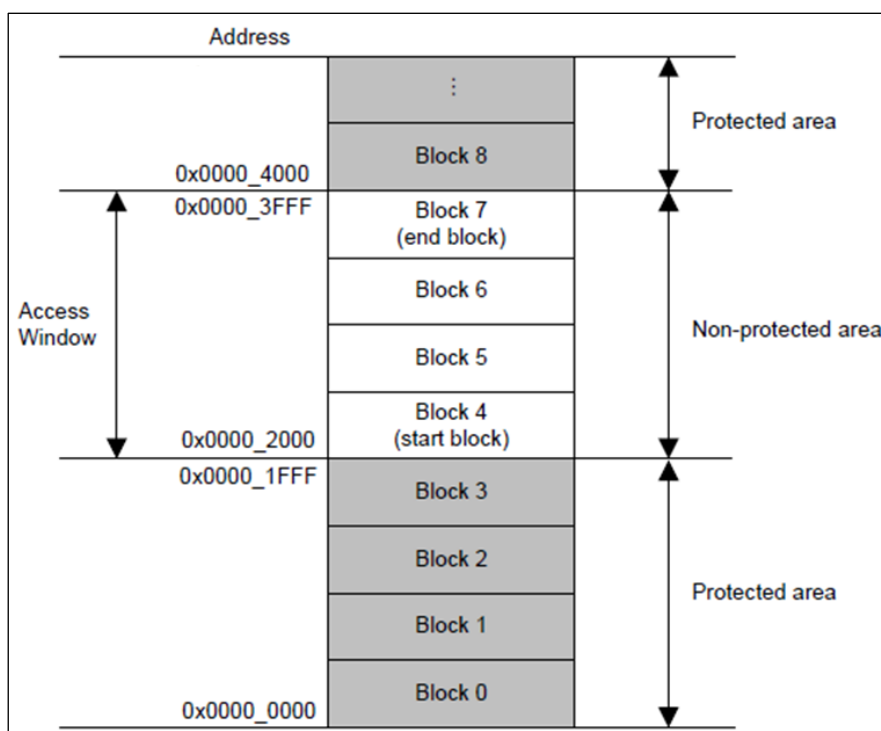 Address
⋮
Protected area
Block 8
0x0000_4000
0x0000_3FFF
Block 7
(end block)
Block 6
Access
Window
Non-protected area
Block 5
Block 4
(start block)
0x0000_2000
0x0000_1FFF
Block 3
Block 2
Protected area
Block 1
Block 0
0x0000_0000